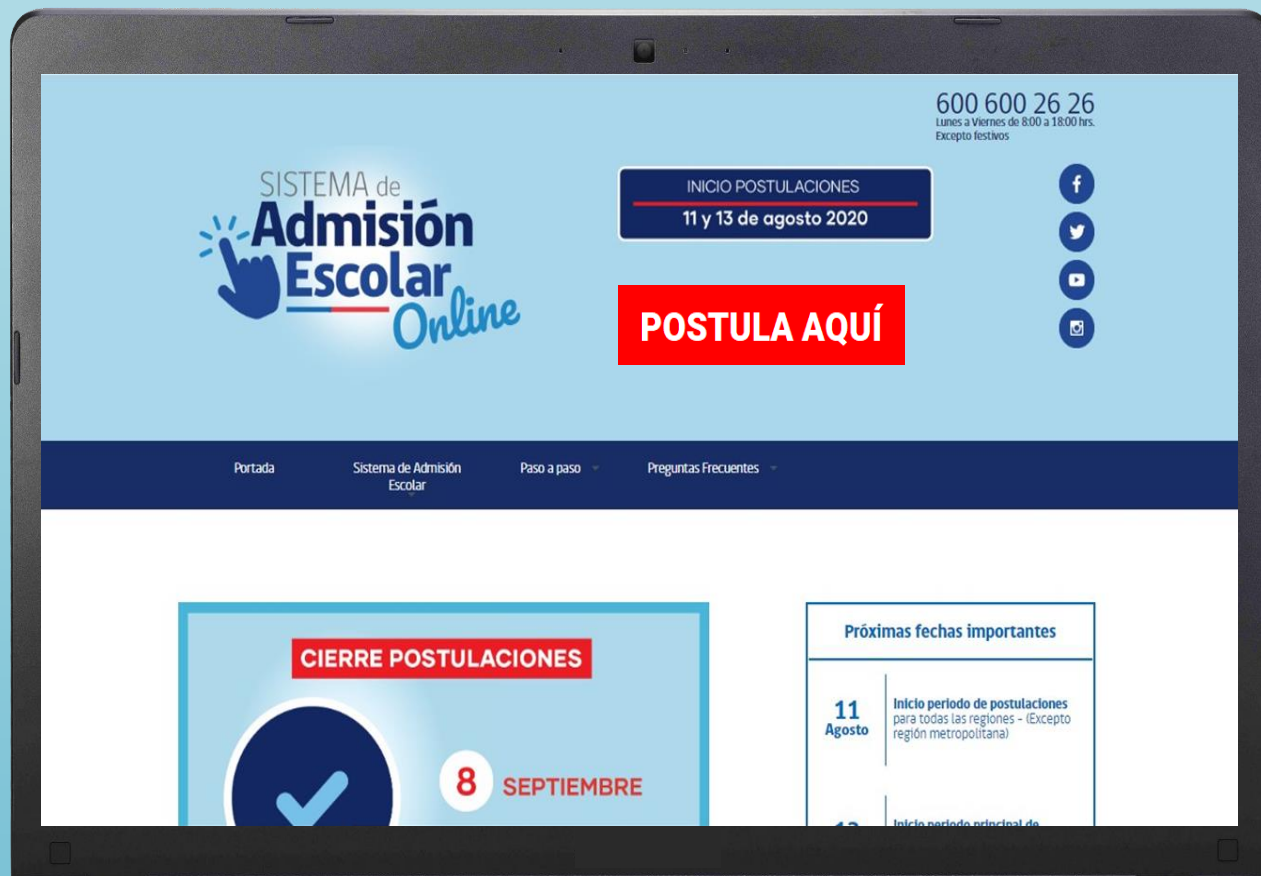 600 600 26 26
Lunes a Viernes de 8:00 a 18:00 hrs.
Excepto festivos
SISTEMA de
Admisión
Escolar
Online
INICIO POSTULACIONES
11 y 13 de agosto 2020
POSTULA AQUÍ
Portada
Sistema de Admisión
Escolar
Paso a paso
Preguntas Frecuentes
CIERRE POSTULACIONES
8 SEPTIEMBRE
Próximas fechas importantes
11
Agosto
Inicio periodo de postulaciones
para todas las regiones - (Excepto
región metropolitana)
Inicio periodo principal de